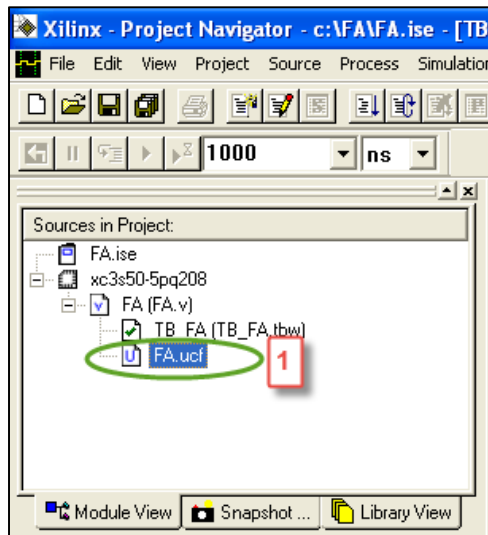 Xilinx - Project Navigator - c:\FA\FA.ise - [TB
File Edit View Project Source Process Simulation
1000 ns
Sources in Project:
FA.ise
xc3s50-5pq208
FA (FA.v)
TB_FA (TB_FA.tbw)
FA.ucf
1
Module View Snapshot ... Library View